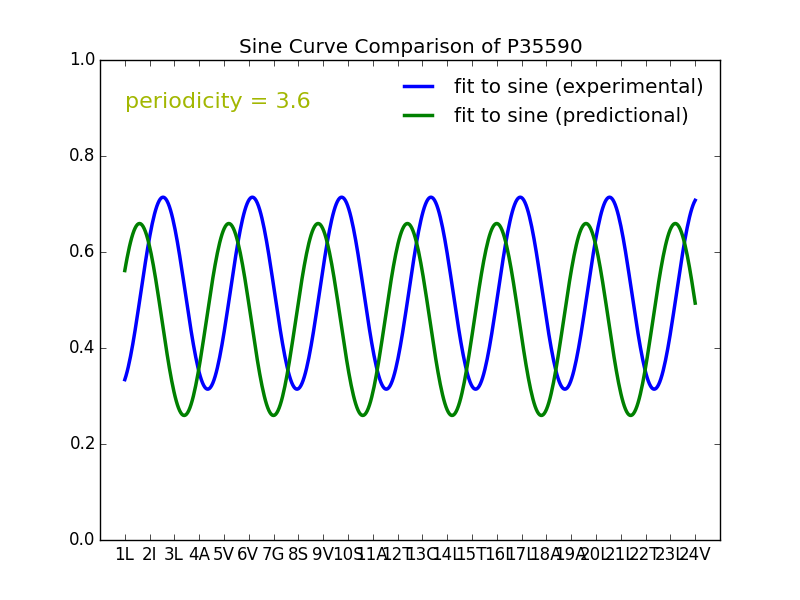 Sine Curve Comparison of P35590
1.0
periodicity = 3.6
fit to sine (experimental)
fit to sine (predictional)
0.8
0.6
0.4
0.2
0.0
1L 2I 3L 4A 5V 6V 7G 8S 9V 10S 11A 12T 13C 14L 15T 16L 17L 18A 19A 20L 21L 22T 23L 24V